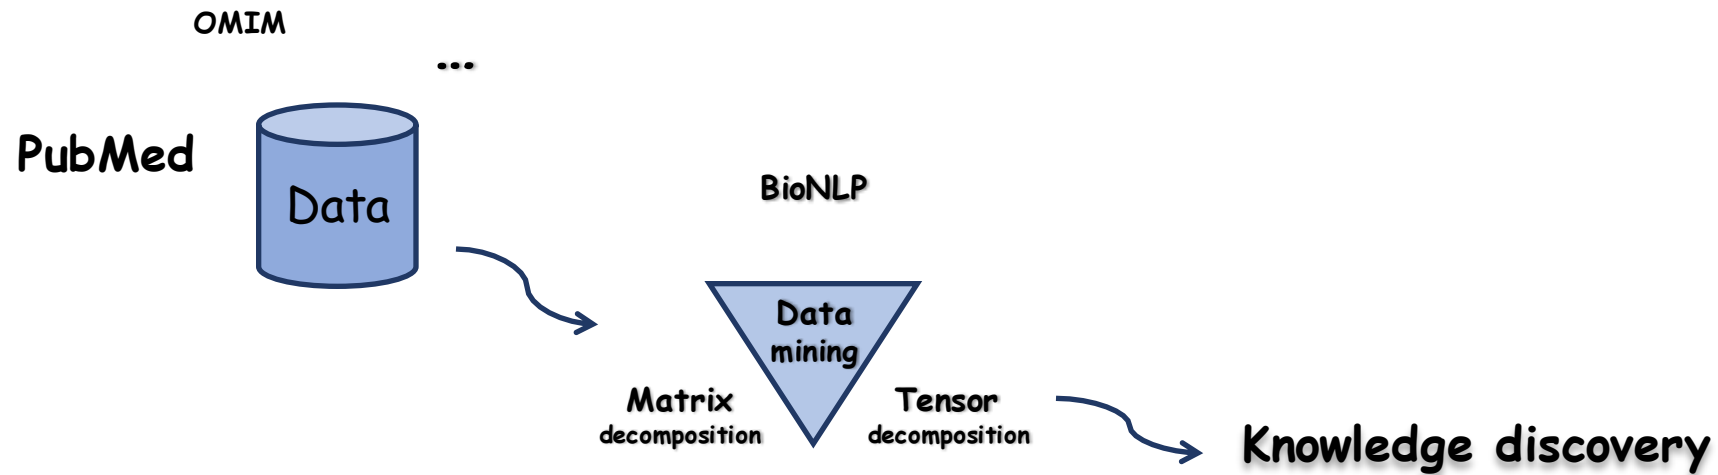 OMIM
...
PubMed
Data
BioNLP
Data
mining
Matrix
decomposition
Tensor
decomposition
Knowledge discovery